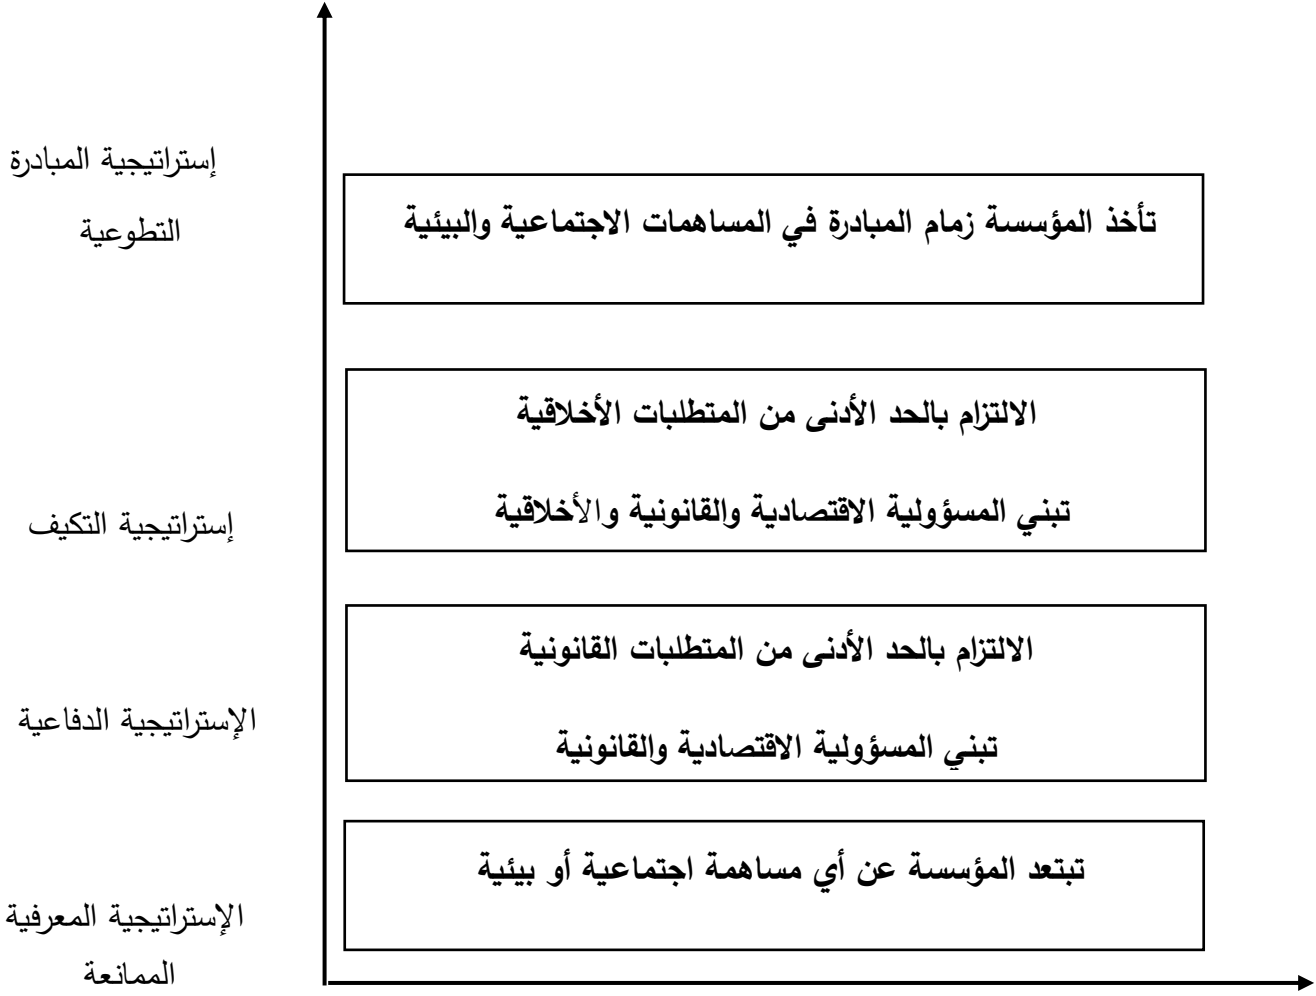 إستراتيجية المبادرة
التطوعية
تأخذ المؤسسة زمام المبادرة في المساهمات الاجتماعية والبيئية
الالتزام بالحد الأدنى من المتطلبات الأخلاقية
تبني المسؤولية الاقتصادية والقانونية والأخلاقية
إستراتيجية التكيف
الالتزام بالحد الأدنى من المتطلبات القانونية
تبني المسؤولية الاقتصادية والقانونية
الإستراتيجية الدفاعية
تبتعد المؤسسة عن أي مساهمة اجتماعية أو بيئية
الإستراتيجية المعرفية
الممانعة